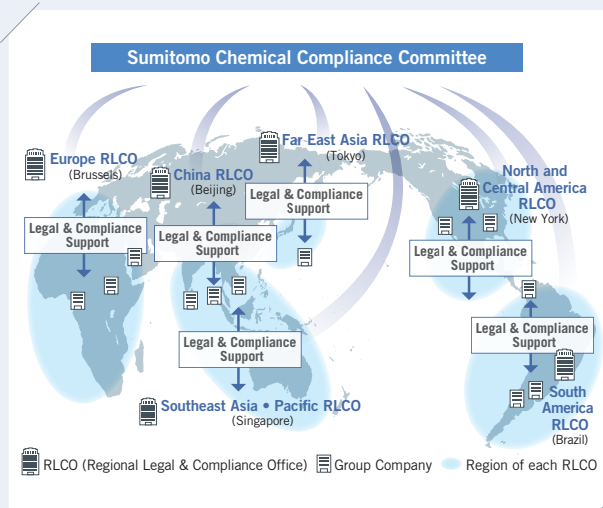 Sumitomo Chemical Compliance Committee
Far East Asia RLCO
(Tokyo)
Europe RLCO
(Brussels)
China RLCO
(Beijing)
North and
Central America
RLCO
(New York)
Legal & Compliance
Support
Legal & Compliance
Support
Legal & Compliance
Support
Legal & Compliance
Support
Legal & Compliance
Support
Legal & Compliance
Support
Southeast Asia • Pacific RLCO
(Singapore)
South
America
RLCO
(Brazil)
RLCO (Regional Legal & Compliance Office)
Group Company
Region of each RLCO